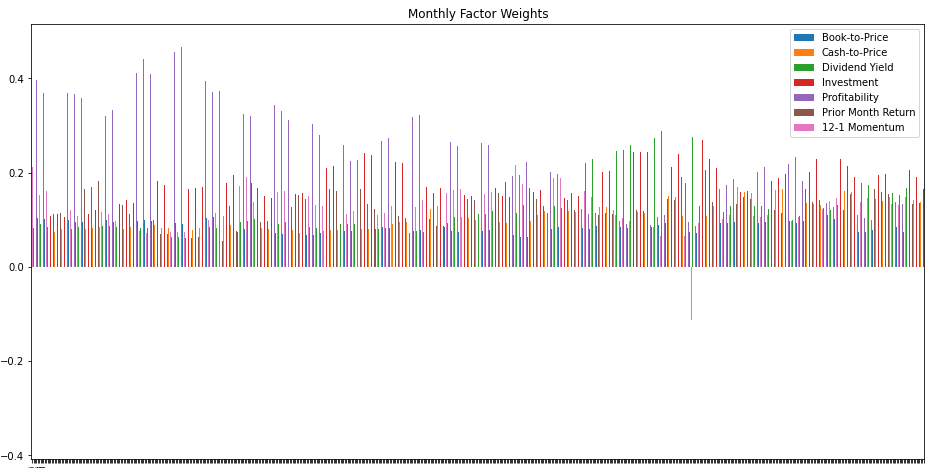 Monthly Factor Weights
Book-to-Price
Cash-to-Price
Dividend Yield
Investment
Profitability
Prior Month Return
12-1 Momentum
0.4
0.2
0.0
−0.2
−0.4